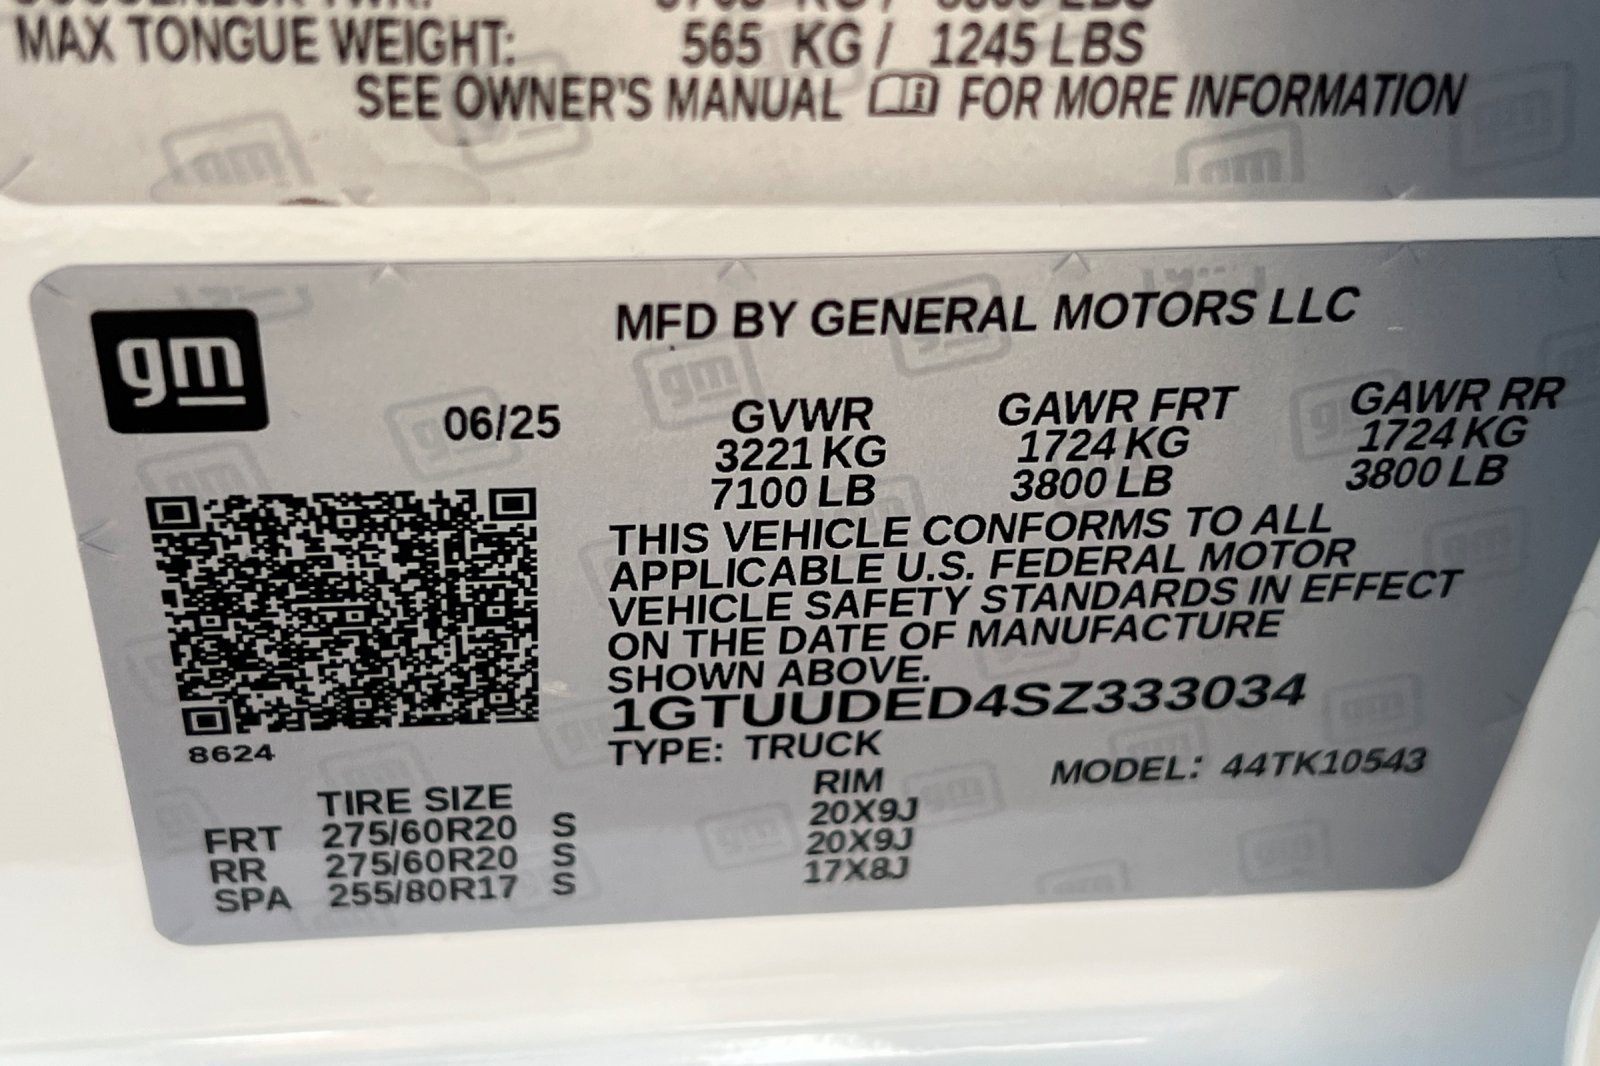 MAX TONGUE WEIGHT: 565 KG / 1245 LBS
SEE OWNER'S MANUAL FOR MORE INFORMATION
gm
MFD BY GENERAL MOTORS LLC
06/25
GVWR GAWR FRT GAWR RR
3221 KG 1724 KG 1724 KG
7100 LB 3800 LB 3800 LB
THIS VEHICLE CONFORMS TO ALL
APPLICABLE U.S. FEDERAL MOTOR
VEHICLE SAFETY STANDARDS IN EFFECT
ON THE DATE OF MANUFACTURE
SHOWN ABOVE.
1GTUUDED4SZ333034
8624
TYPE: TRUCK MODEL: 44TK10543
TIRE SIZE RIM
FRT 275/60R20 S 20X9J
RR 275/60R20 S 20X9J
SPA 255/80R17 S 17X8J